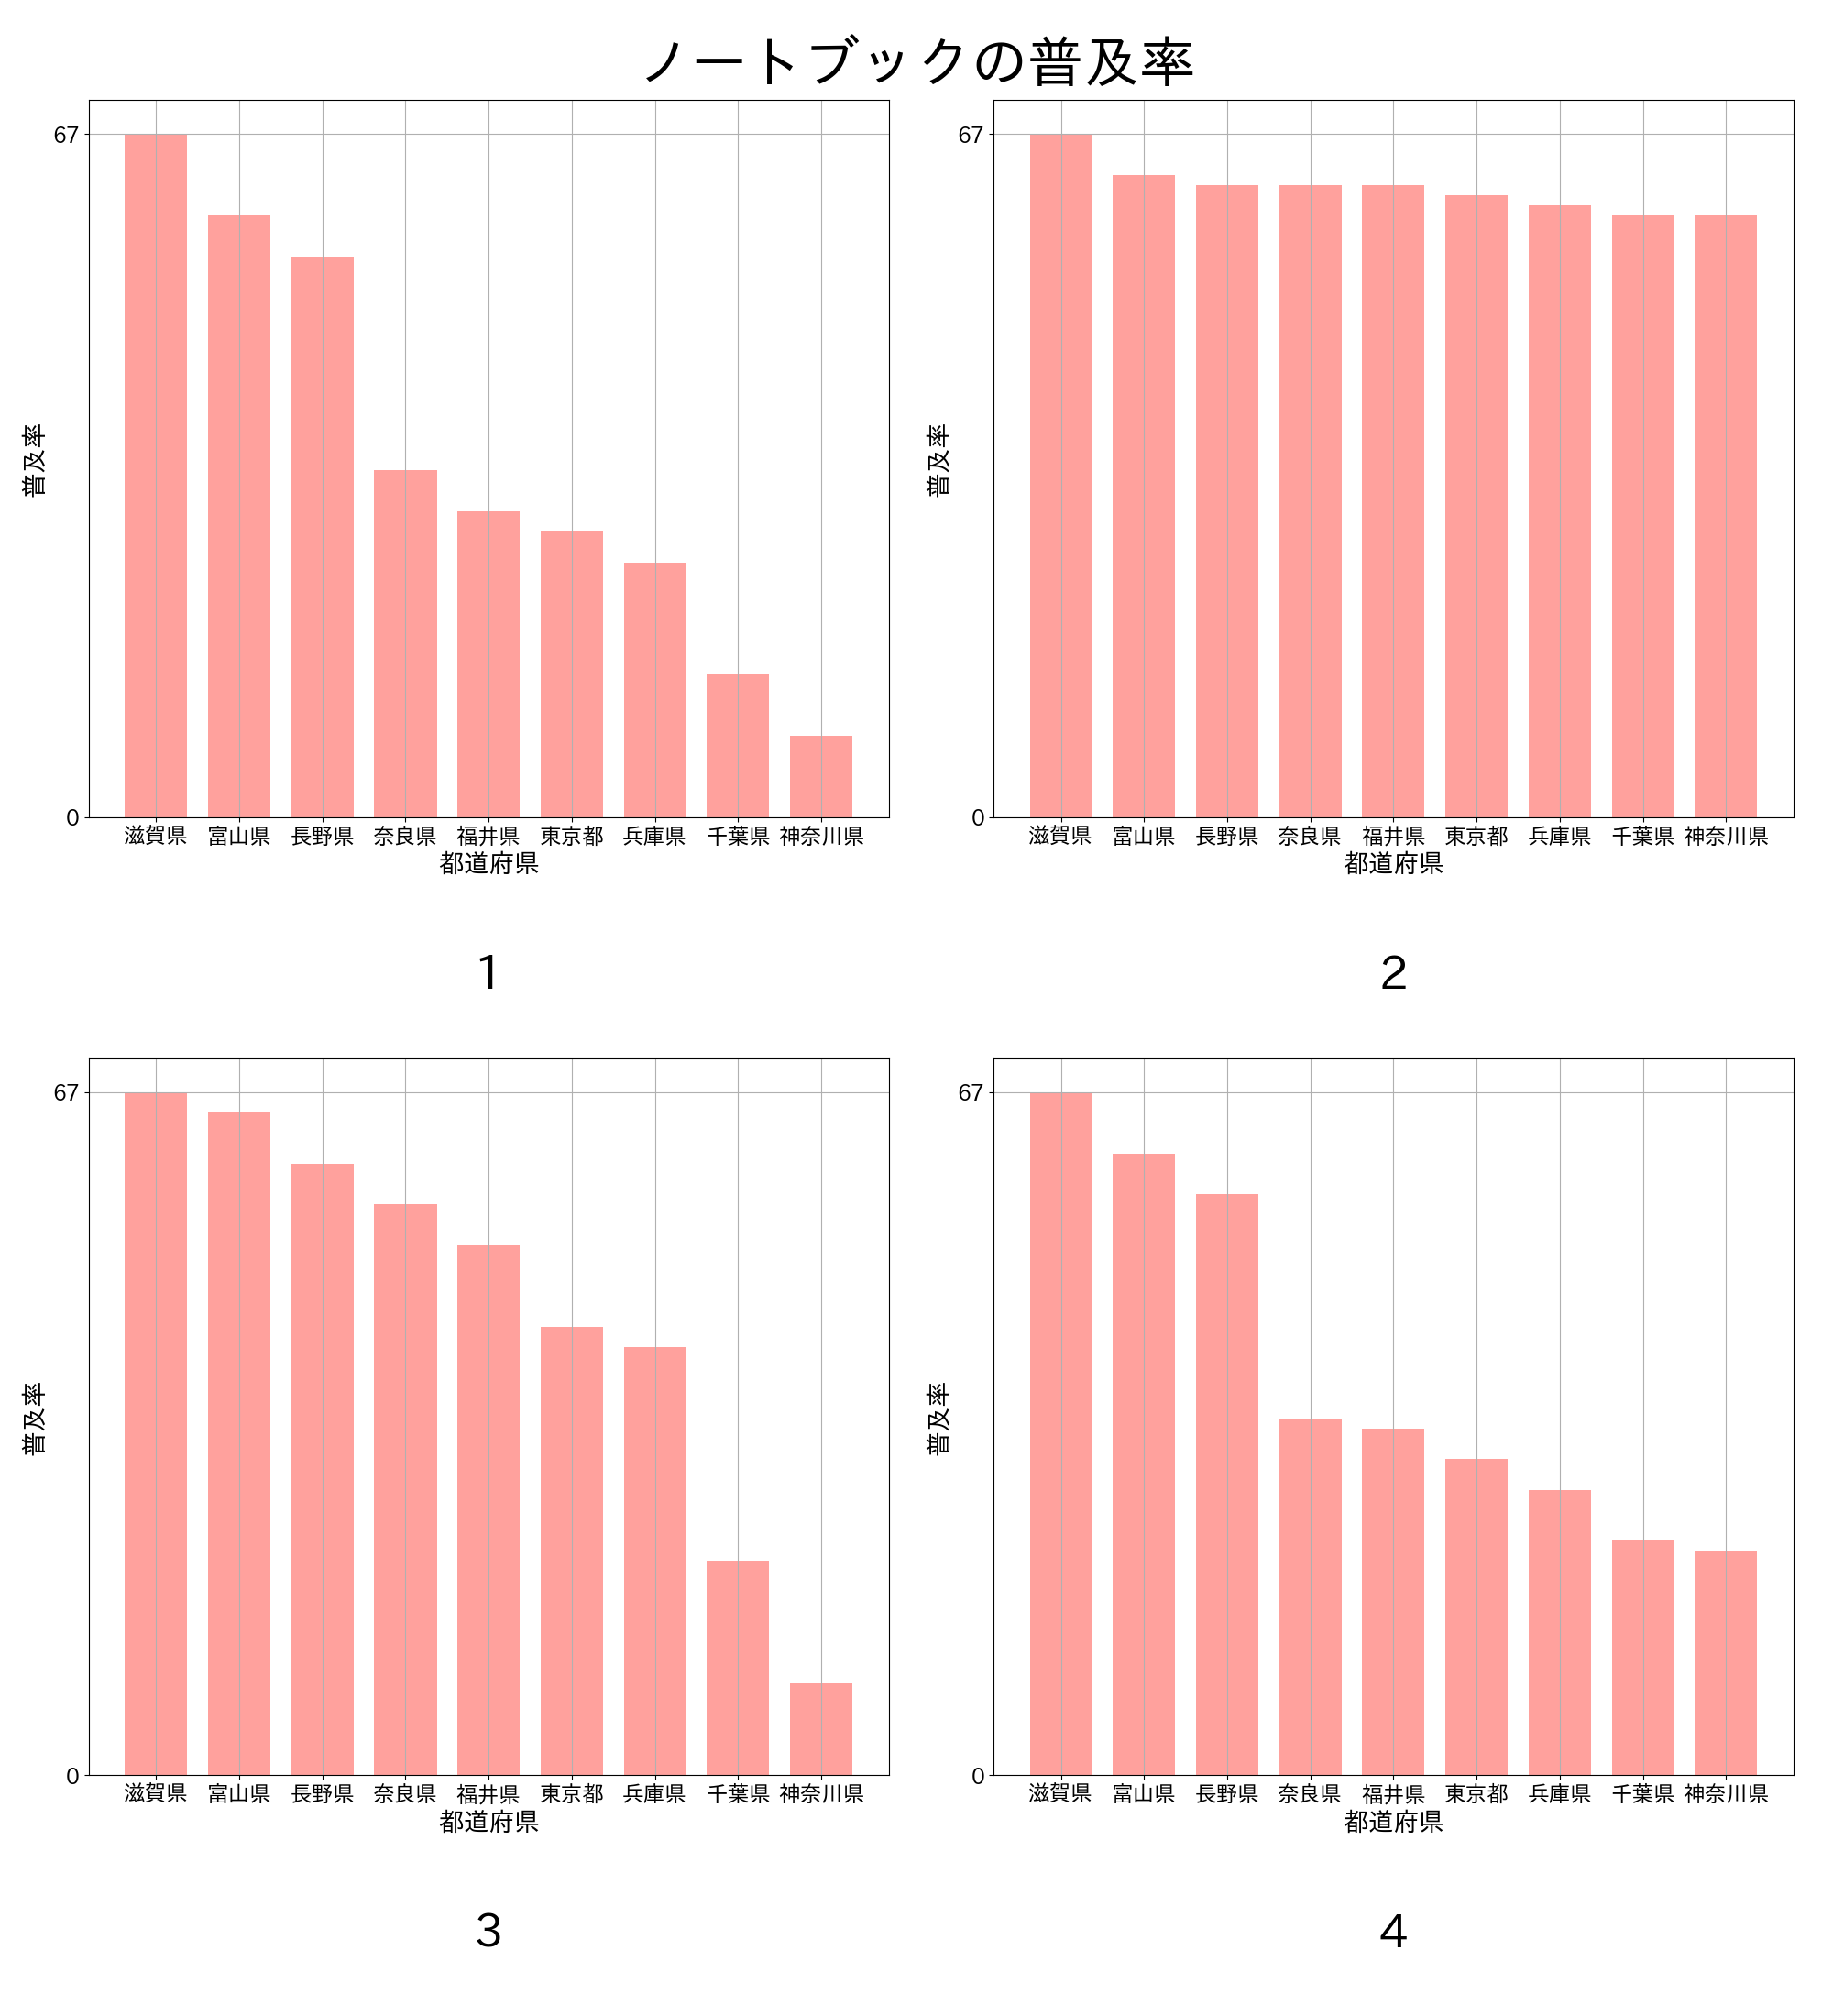 ノートブックの普及率
67
0
普及率
滋賀県 富山県 長野県 奈良県 福井県 東京都 兵庫県 千葉県 神奈川県
都道府県
1
67
0
普及率
滋賀県 富山県 長野県 奈良県 福井県 東京都 兵庫県 千葉県 神奈川県
都道府県
2
67
0
普及率
滋賀県 富山県 長野県 奈良県 福井県 東京都 兵庫県 千葉県 神奈川県
都道府県
3
67
0
普及率
滋賀県 富山県 長野県 奈良県 福井県 東京都 兵庫県 千葉県 神奈川県
都道府県
4